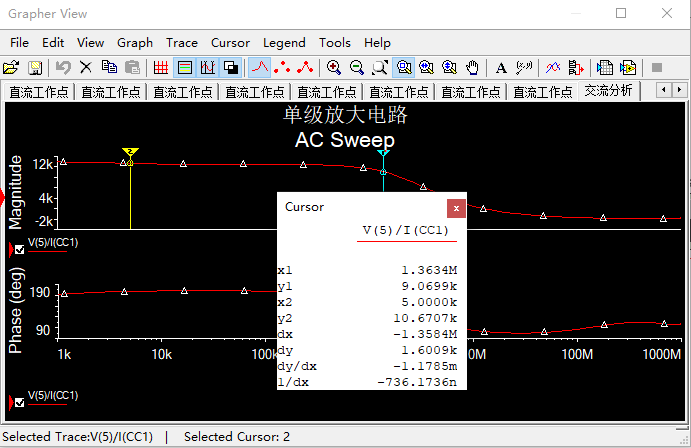 Grapher View
File Edit View Graph Trace Cursor Legend Tools Help
直流工作点 直流工作点 直流工作点 直流工作点 直流工作点 直流工作点 直流工作点 直流工作点 交流分析
单级放大电路
AC Sweep
Magnitude
12k
4k
-2k
V(5)/I(CC1)
Phase (deg)
190
90
1k 10k 100k 10M 100M 1000M
V(5)/I(CC1)
2
Cursor
x
V(5)/I(CC1)
x1 1.3634M
y1 9.0699k
x2 5.0000k
y2 10.6707k
dx -1.3584M
dy 1.6009k
dy/dx -1.1785m
1/dx -736.1736n
Selected Trace:V(5)/I(CC1) | Selected Cursor: 2